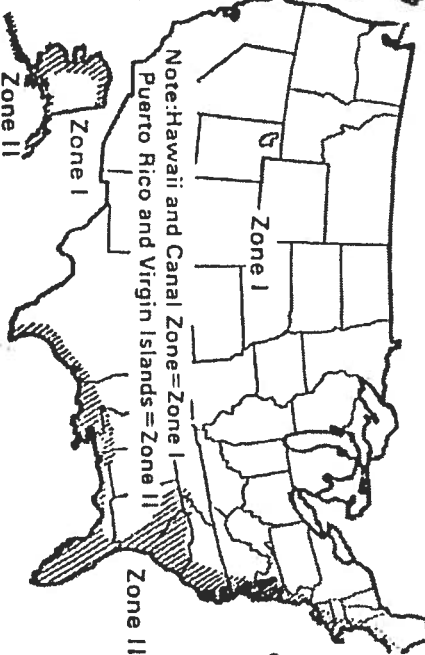 Zone I
Note:Hawaii and Canal Zone=Zone I
Puerto Rico and Virgin Islands=Zone II
Zone I
Zone II
Zone II